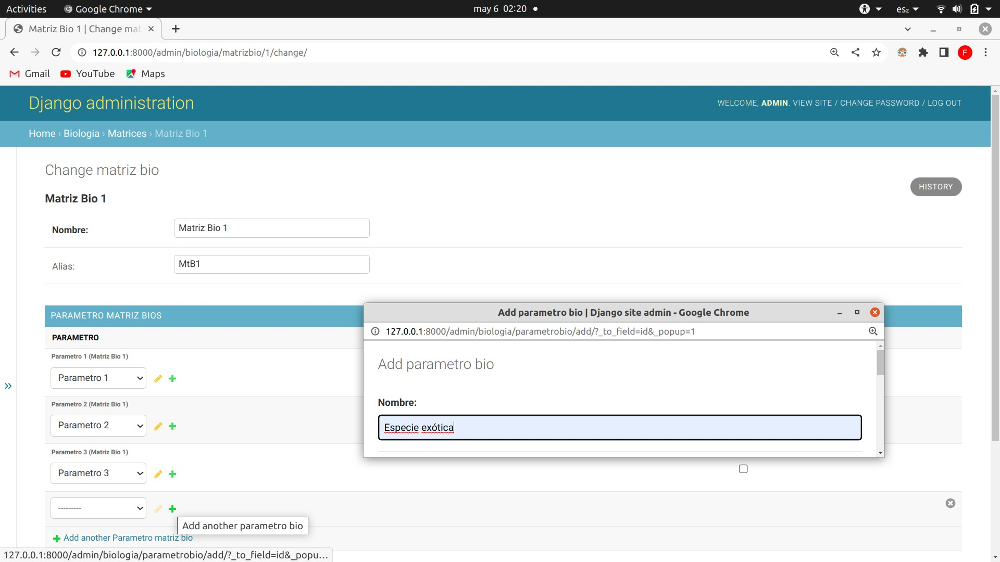 Activities
Google Chrome
may 6 02:20
es₂
Matriz Bio 1 | Change mat
127.0.0.1:8000/admin/biologia/matrizbio/1/change/
F
Gmail
YouTube
Maps
Django administration
WELCOME, ADMIN. VIEW SITE / CHANGE PASSWORD / LOG OUT
Home › Biologia › Matrices › Matriz Bio 1
Change matriz bio
HISTORY
Matriz Bio 1
Nombre:
Matriz Bio 1
Alias:
MtB1
PARAMETRO MATRIZ BIOS
PARAMETRO
Parametro 1 (Matriz Bio 1)
Parametro 1
Parametro 2 (Matriz Bio 1)
Parametro 2
Parametro 3 (Matriz Bio 1)
Parametro 3
---------
Add another parametro bio
Add another Parametro matriz bio
127.0.0.1:8000/admin/biologia/parametrobio/add/?_to_field=id&_popu...
Add parametro bio | Django site admin - Google Chrome
127.0.0.1:8000/admin/biologia/parametrobio/add/?_to_field=id&_popup=1
Add parametro bio
Nombre:
Especie exótica